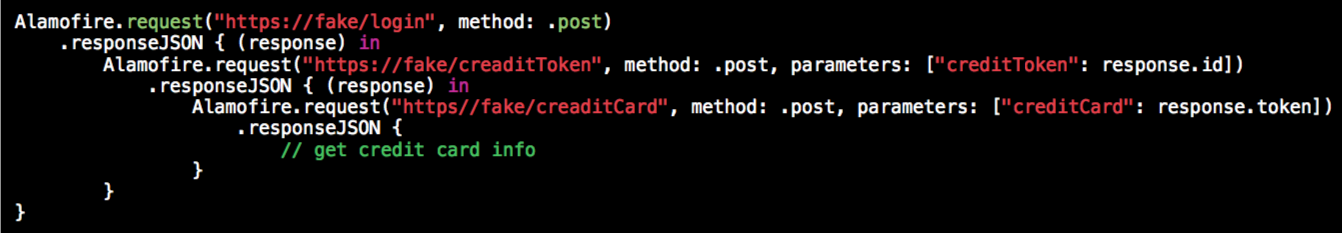 Alamofire.request("https://fake/login", method: .post)
.responseJSON { (response) in
Alamofire.request("https://fake/creaditToken", method: .post, parameters: ["creditToken": response.id])
.responseJSON { (response) in
Alamofire.request("https//fake/creaditCard", method: .post, parameters: ["creditCard": response.token])
.responseJSON {
// get credit card info
}
}
}